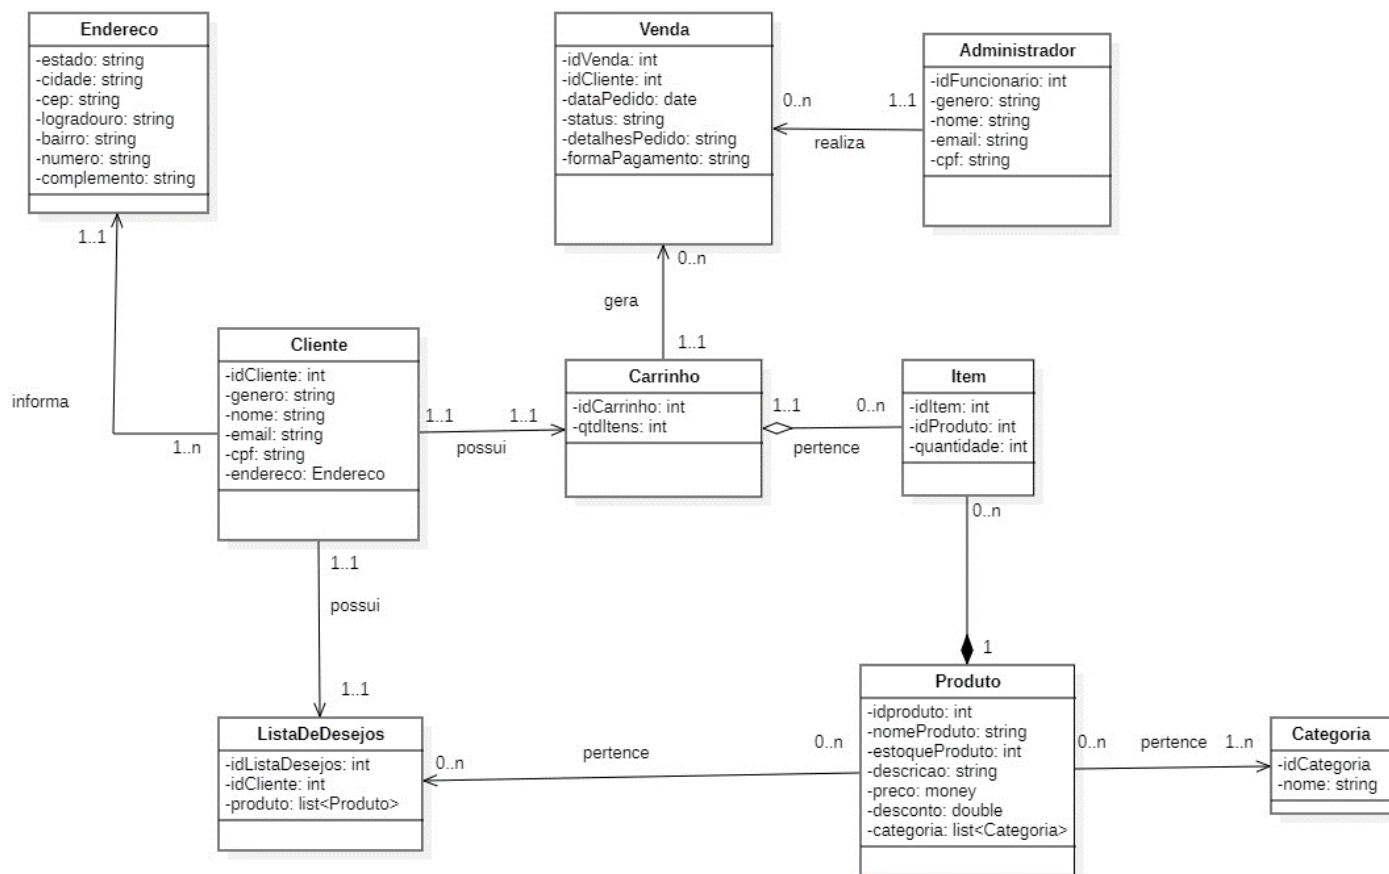 Endereco
-estado: string
-cidade: string
-cep: string
-logradouro: string
-bairro: string
-numero: string
-complemento: string
Venda
-idVenda: int
-idCliente: int
-dataPedido: date
-status: string
-detalhesPedido: string
-formaPagamento: string
Administrador
-idFuncionario: int
-genero: string
-nome: string
-email: string
-cpf: string
0..n
1..1
realiza
1..1
0..n
gera
1..1
informa
1..n
Cliente
-idCliente: int
-genero: string
-nome: string
-email: string
-cpf: string
-endereco: Endereco
1..1
1..1
possui
Carrinho
-idCarrinho: int
-qtdItens: int
1..1
0..n
pertence
Item
-idItem: int
-idProduto: int
-quantidade: int
0..n
1
1..1
possui
1..1
ListaDeDesejos
-idListaDesejos: int
-idCliente: int
-produto: list<Produto>
0..n
pertence
0..n
Produto
-idproduto: int
-nomeProduto: string
-estoqueProduto: int
-descricao: string
-preco: money
-desconto: double
-categoria: list<Categoria>
0..n
pertence
1..n
Categoria
-idCategoria
-nome: string